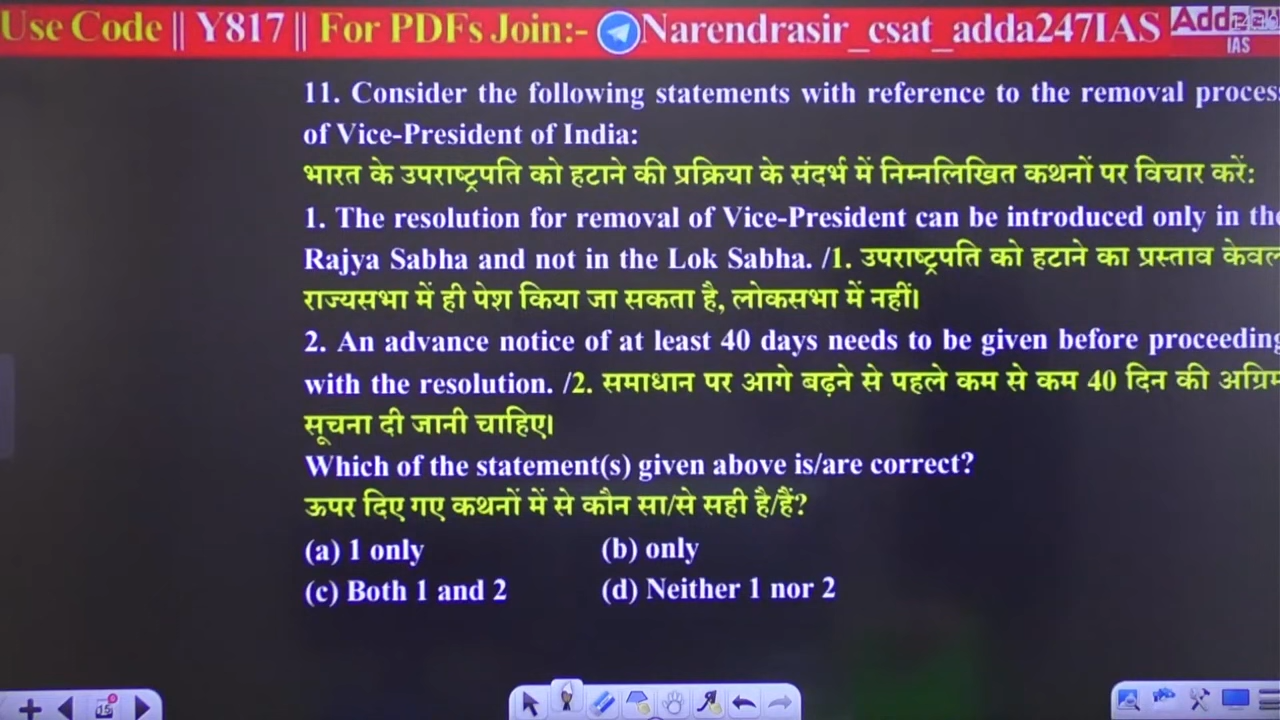 Use Code || Y817 || For PDFs Join:- Narendrasir_csat_adda247IAS
IAS
11. Consider the following statements with reference to the removal proces
of Vice-President of India:
भारत के उपराष्ट्रपति को हटाने की प्रक्रिया के संदर्भ में निम्नलिखित कथनों पर विचार करें:
1. The resolution for removal of Vice-President can be introduced only in the
Rajya Sabha and not in the Lok Sabha. /1. उपराष्ट्रपति को हटाने का प्रस्ताव केवल
राज्यसभा में ही पेश किया जा सकता है, लोकसभा में नहीं।
2. An advance notice of at least 40 days needs to be given before proceeding
with the resolution. /2. समाधान पर आगे बढ़ने से पहले कम से कम 40 दिन की अग्रिम
सूचना दी जानी चाहिए।
Which of the statement(s) given above is/are correct?
ऊपर दिए गए कथनों में से कौन सा/से सही है/हैं?
(a) 1 only (b) only
(c) Both 1 and 2 (d) Neither 1 nor 2